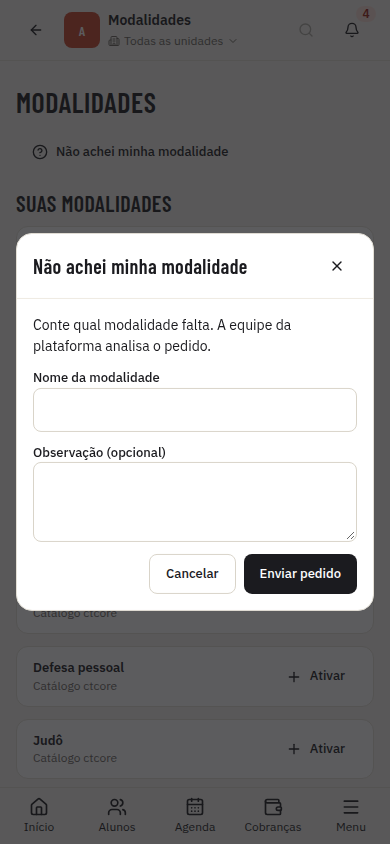 A
Modalidades
Todas as unidades
4
MODALIDADES
Não achei minha modalidade
SUAS MODALIDADES
Não achei minha modalidade
Conte qual modalidade falta. A equipe da
plataforma analisa o pedido.
Nome da modalidade
Observação (opcional)
Cancelar
Enviar pedido
Catálogo ctcore
Defesa pessoal
Catálogo ctcore
Ativar
Judô
Catálogo ctcore
Ativar
Início
Alunos
Agenda
Cobranças
Menu